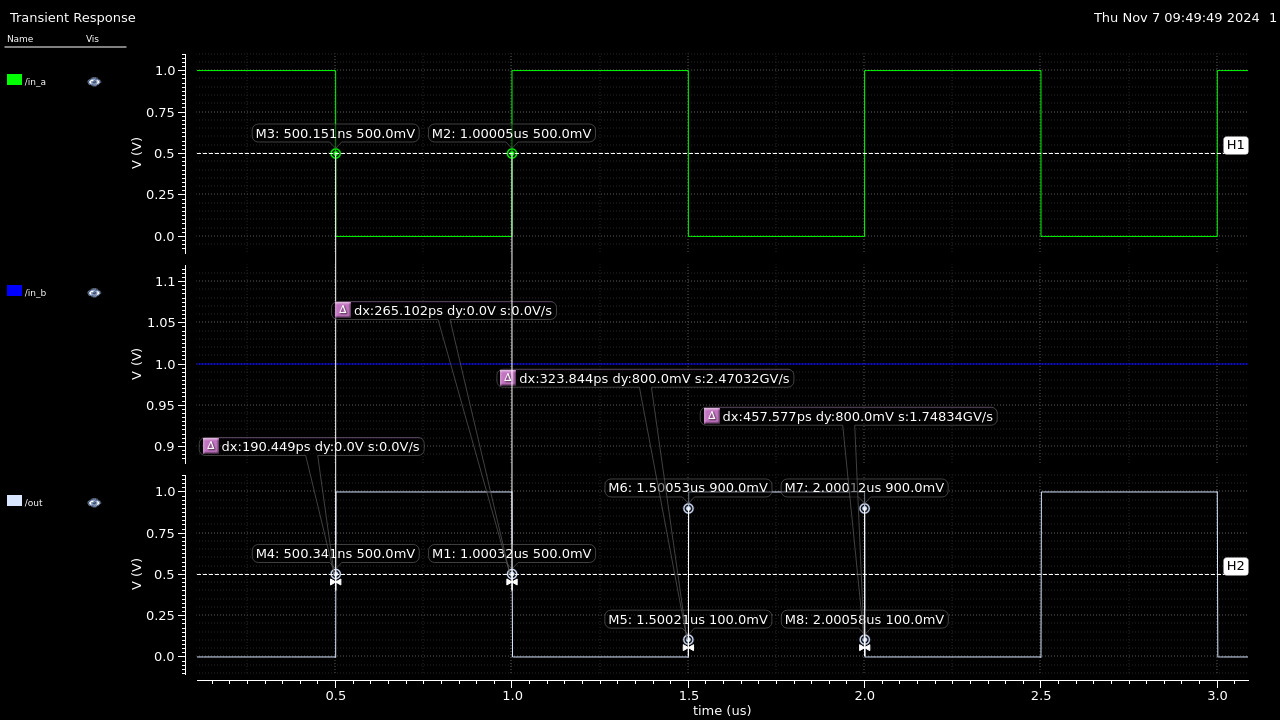 Transient Response
Thu Nov 7 09:49:49 2024 1
Name Vis
/in_a
1.0
0.75
0.5
0.25
0.0
V (V)
M3: 500.151ns 500.0mV
M2: 1.00005us 500.0mV
H1
/in_b
1.1
1.05
1.0
0.95
0.9
V (V)
Δ dx:265.102ps dy:0.0V s:0.0V/s
Δ dx:323.844ps dy:800.0mV s:2.47032GV/s
Δ dx:457.577ps dy:800.0mV s:1.74834GV/s
Δ dx:190.449ps dy:0.0V s:0.0V/s
/out
1.0
0.75
0.5
0.25
0.0
V (V)
M6: 1.50053us 900.0mV
M7: 2.00012us 900.0mV
M4: 500.341ns 500.0mV
M1: 1.00032us 500.0mV
H2
M5: 1.50021us 100.0mV
M8: 2.00058us 100.0mV
0.5 1.0 1.5 2.0 2.5 3.0
time (us)